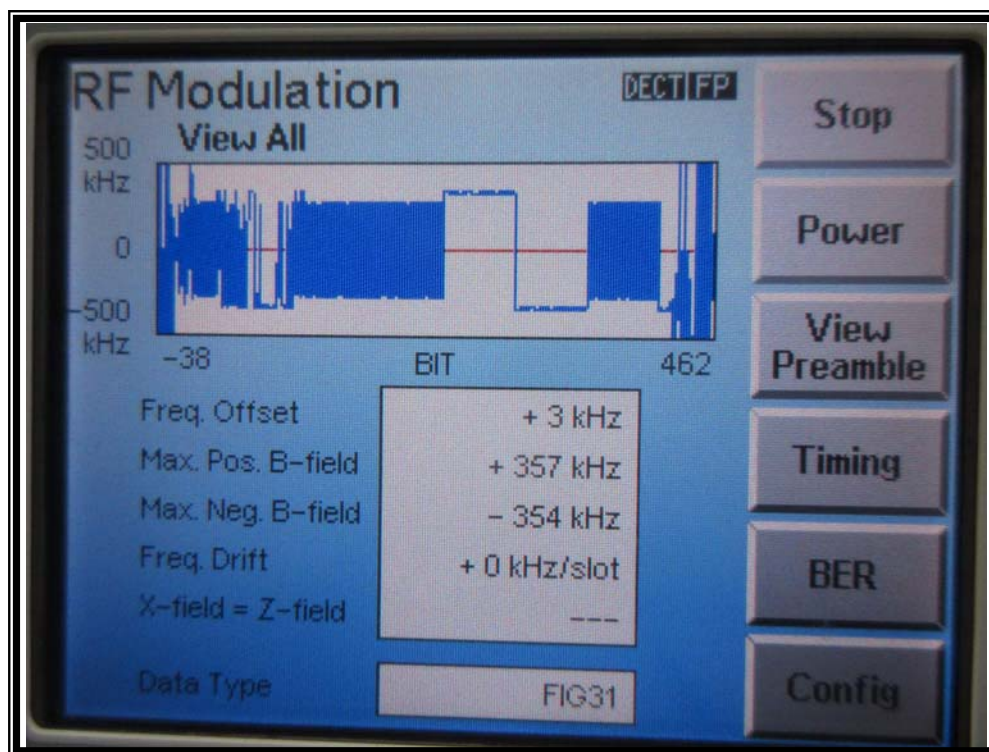 RF Modulation DECT FP
View All
500
kHz
0
-500
kHz
-38 BIT 462
Freq. Offset + 3 kHz
Max. Pos. B-field + 357 kHz
Max. Neg. B-field - 354 kHz
Freq. Drift + 0 kHz/slot
X-field = Z-field ---
Data Type FIG31
Stop
Power
View
Preamble
Timing
BER
Config